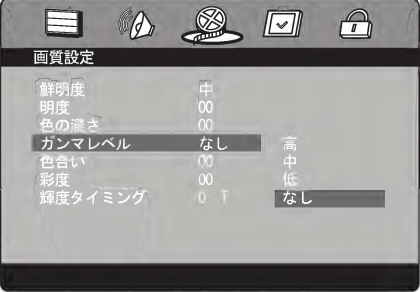 画質設定
鮮明度 中
明度 00
色の濃さ 00
ガンマレベル なし 高
色合い 00 中
彩度 00 低
輝度タイミング 0 T なし